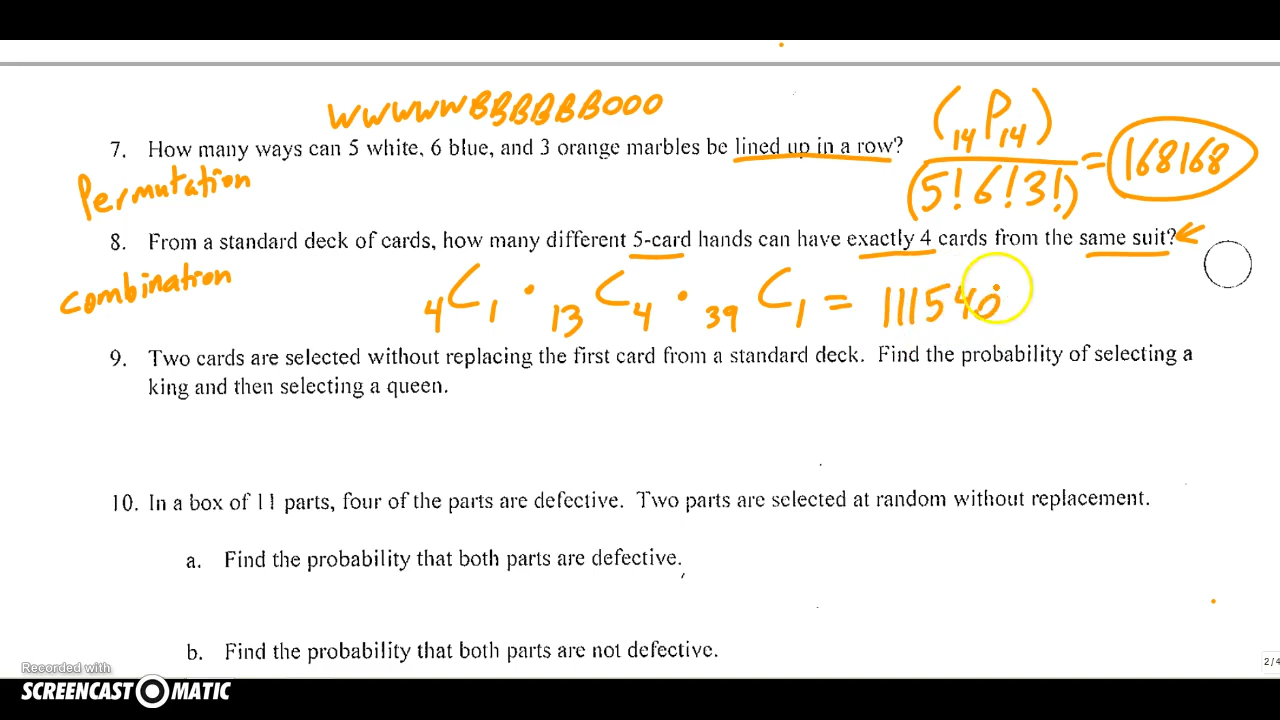 WWWWWBBBBBBOOO
7. How many ways can 5 white, 6 blue, and 3 orange marbles be lined up in a row?
(14P14) / (5!6!3!) = 168168
Permutation
8. From a standard deck of cards, how many different 5-card hands can have exactly 4 cards from the same suit?
Combination
4C1 · 13C4 · 39C1 = 111540
9. Two cards are selected without replacing the first card from a standard deck. Find the probability of selecting a
king and then selecting a queen.
10. In a box of 11 parts, four of the parts are defective. Two parts are selected at random without replacement.
a. Find the probability that both parts are defective.
b. Find the probability that both parts are not defective.
2/4
Recorded with
SCREENCAST-O-MATIC